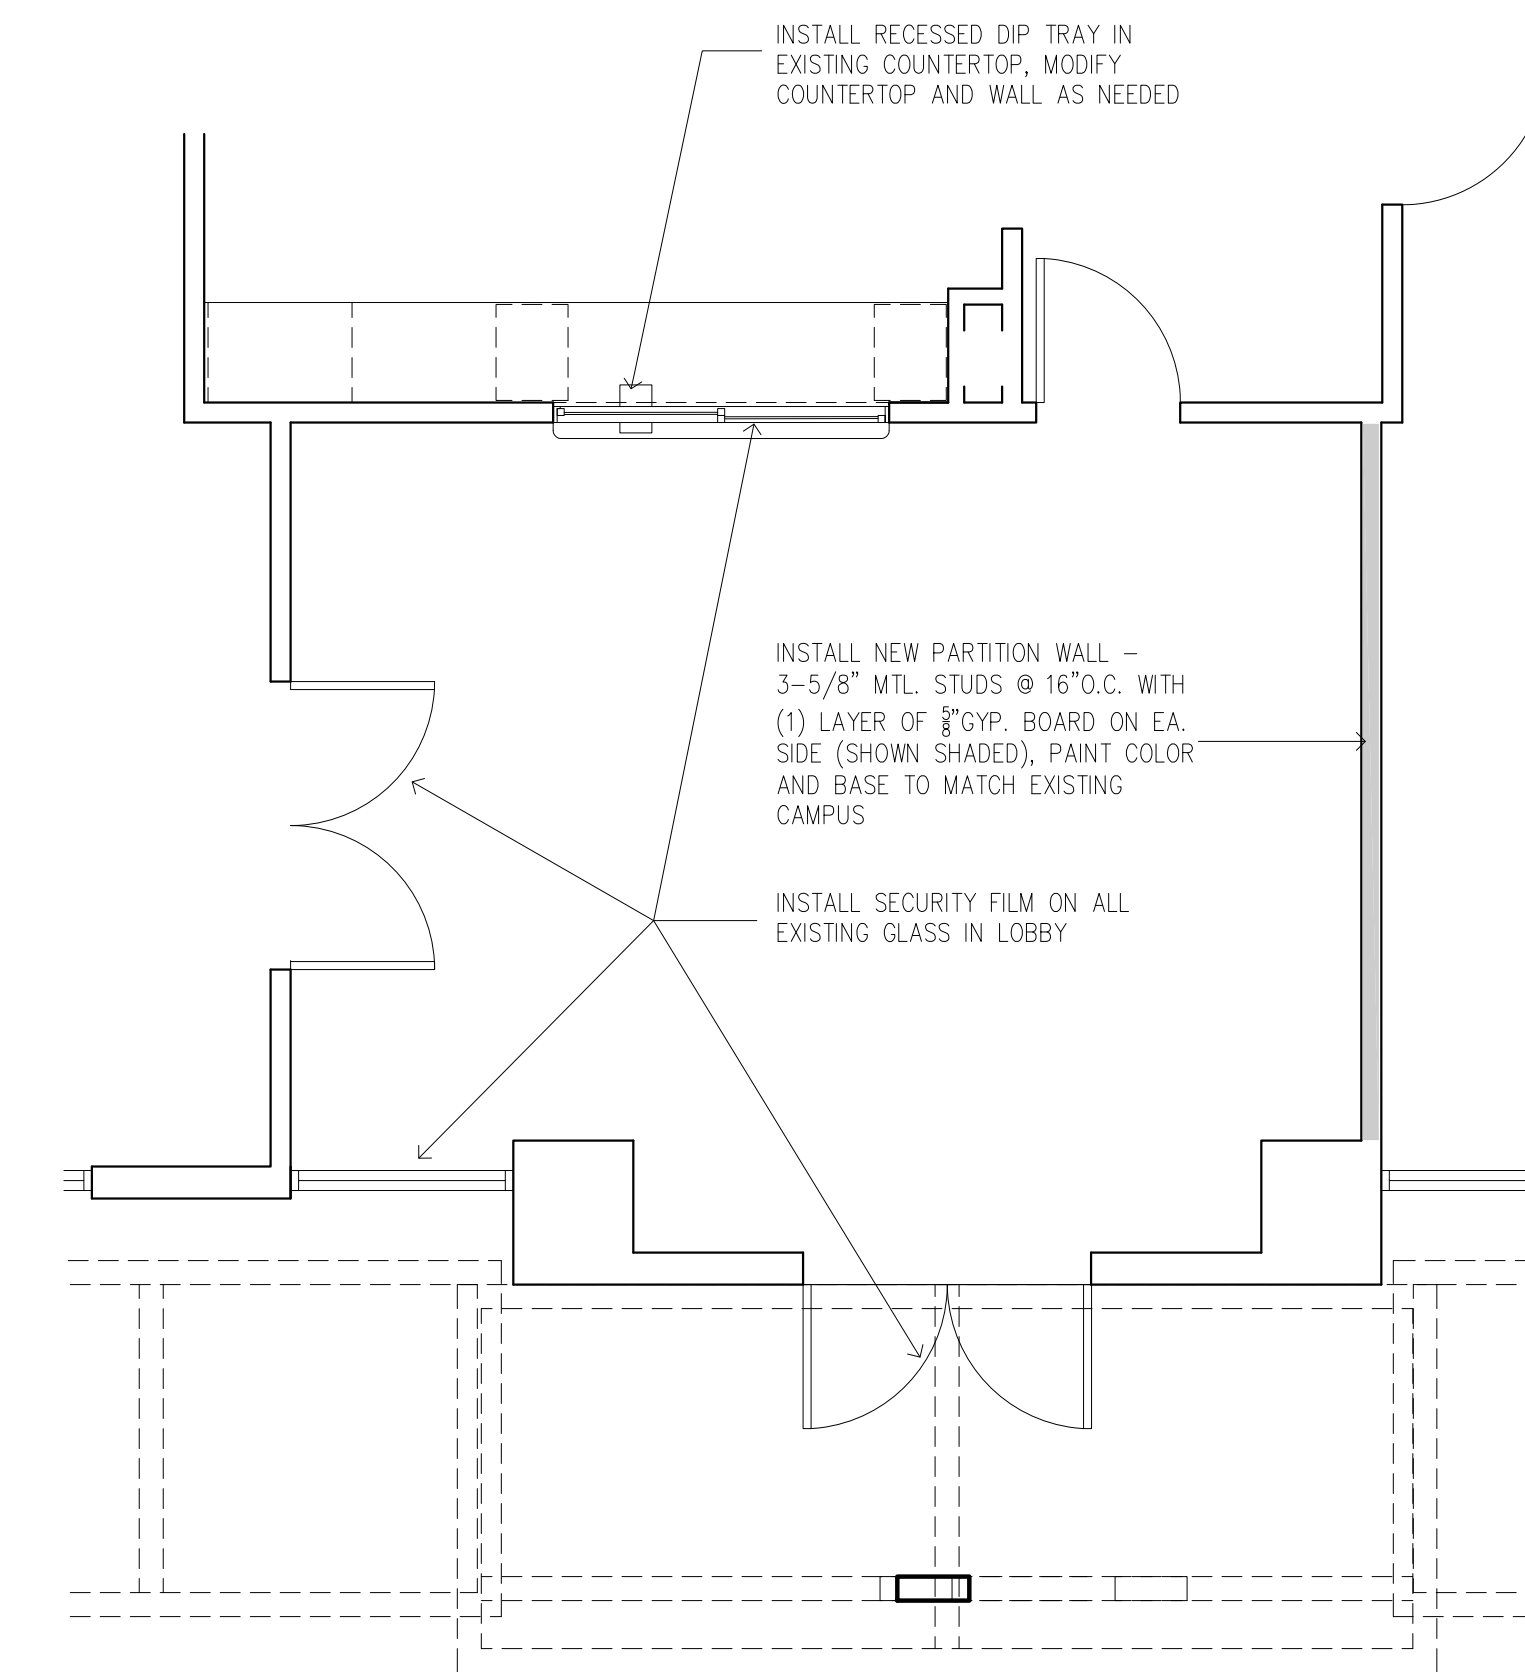 INSTALL RECESSED DIP TRAY IN
EXISTING COUNTERTOP, MODIFY
COUNTERTOP AND WALL AS NEEDED
INSTALL NEW PARTITION WALL –
3–5/8" MTL. STUDS @ 16"O.C. WITH
(1) LAYER OF 5/8"GYP. BOARD ON EA.
SIDE (SHOWN SHADED), PAINT COLOR
AND BASE TO MATCH EXISTING
CAMPUS
INSTALL SECURITY FILM ON ALL
EXISTING GLASS IN LOBBY